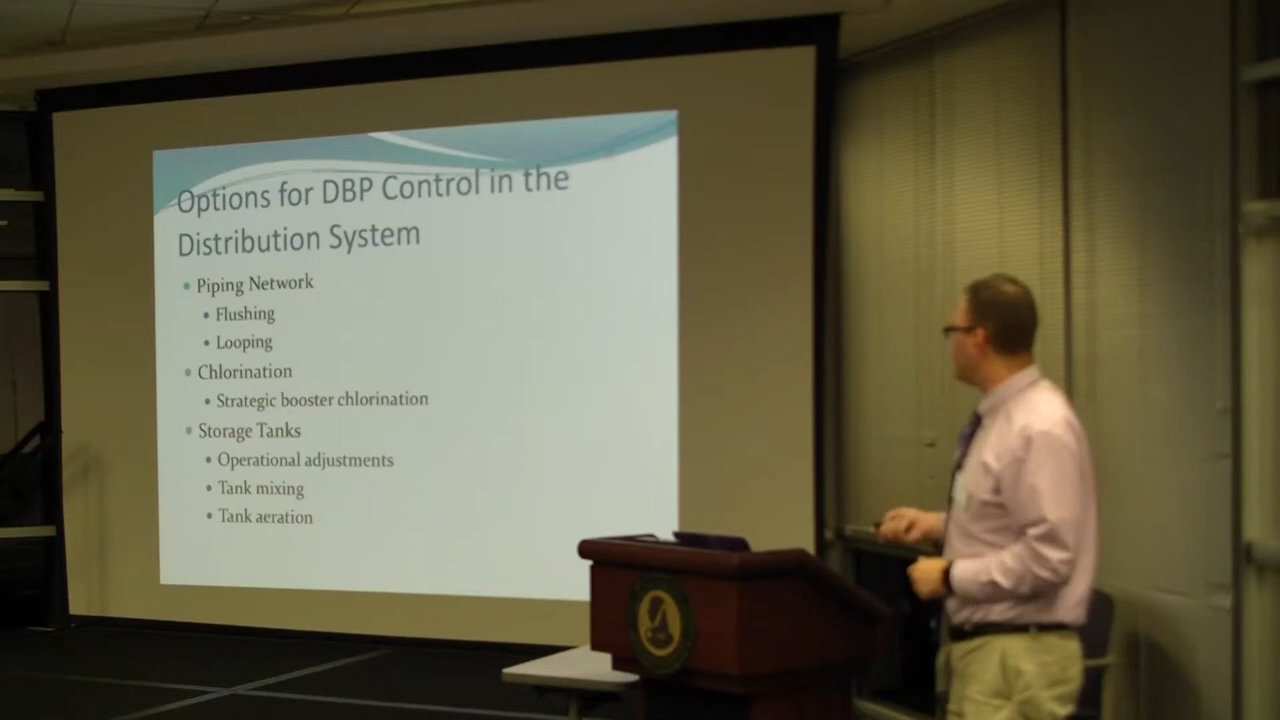 Options for DBP Control in the
Distribution System
• Piping Network
• Flushing
• Looping
• Chlorination
• Strategic booster chlorination
• Storage Tanks
• Operational adjustments
• Tank mixing
• Tank aeration